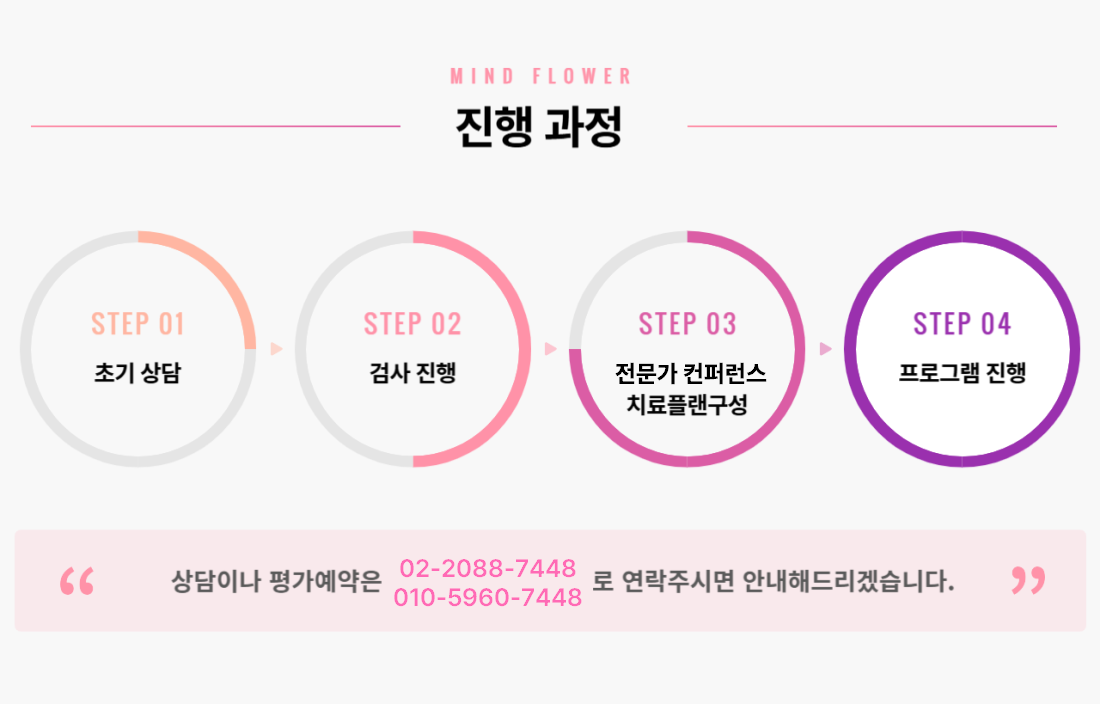 MIND FLOWER
진행 과정
STEP 01
초기 상담
STEP 02
검사 진행
STEP 03
전문가 컨퍼런스
치료플랜구성
STEP 04
프로그램 진행
“ 상담이나 평가예약은 02-2088-7448
010-5960-7448 로 연락주시면 안내해드리겠습니다. ”